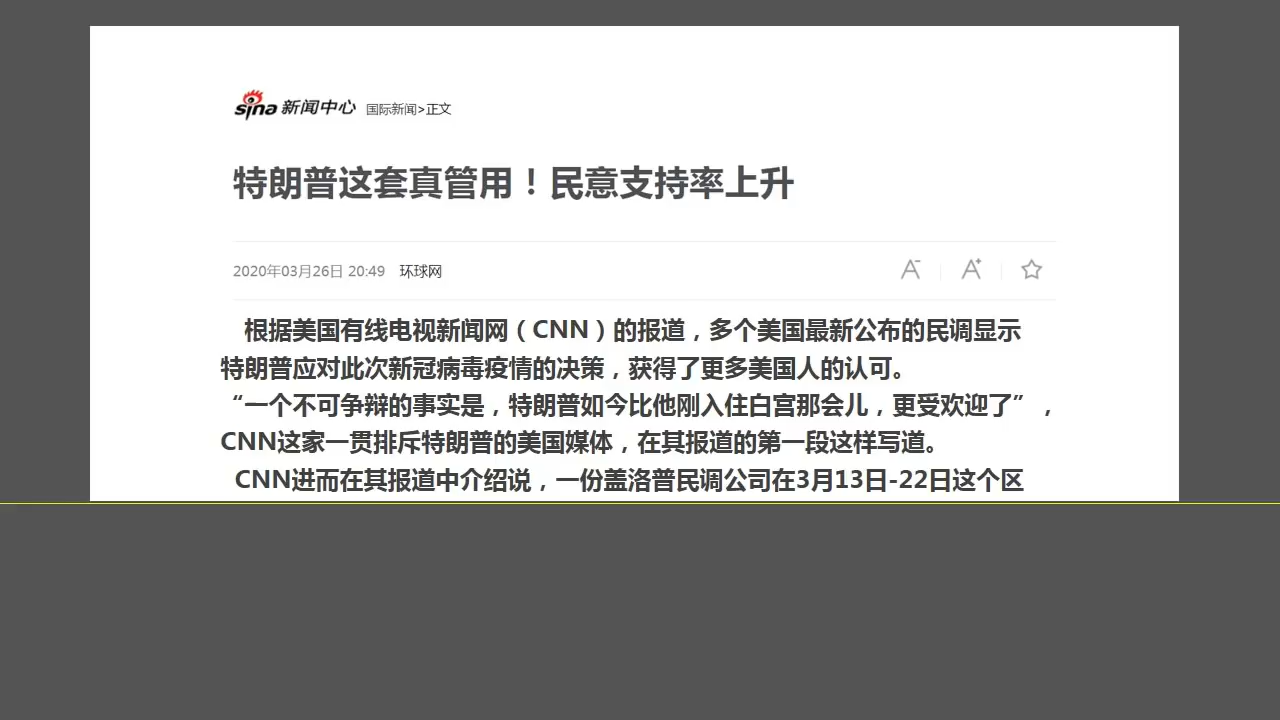 sina 新闻中心 国际新闻>正文
特朗普这套真管用！民意支持率上升
2020年03月26日 20:49 环球网 A- A+
根据美国有线电视新闻网（CNN）的报道，多个美国最新公布的民调显示
特朗普应对此次新冠病毒疫情的决策，获得了更多美国人的认可。
“一个不可争辩的事实是，特朗普如今比他刚入住白宫那会儿，更受欢迎了”，
CNN这家一贯排斥特朗普的美国媒体，在其报道的第一段这样写道。
CNN进而在其报道中介绍说，一份盖洛普民调公司在3月13日-22日这个区